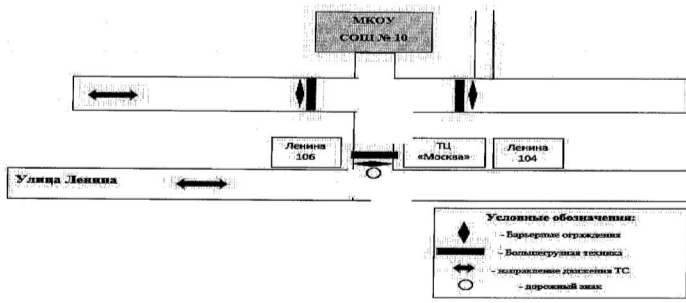 МКОУ
СОШ № 10
Ленина
106
ТЦ
«Москва»
Ленина
104
Улица Ленина
Условные обозначения:
- Барьерные ограждения
- Большегрузная техника
- направление движения ТС
- дорожный знак